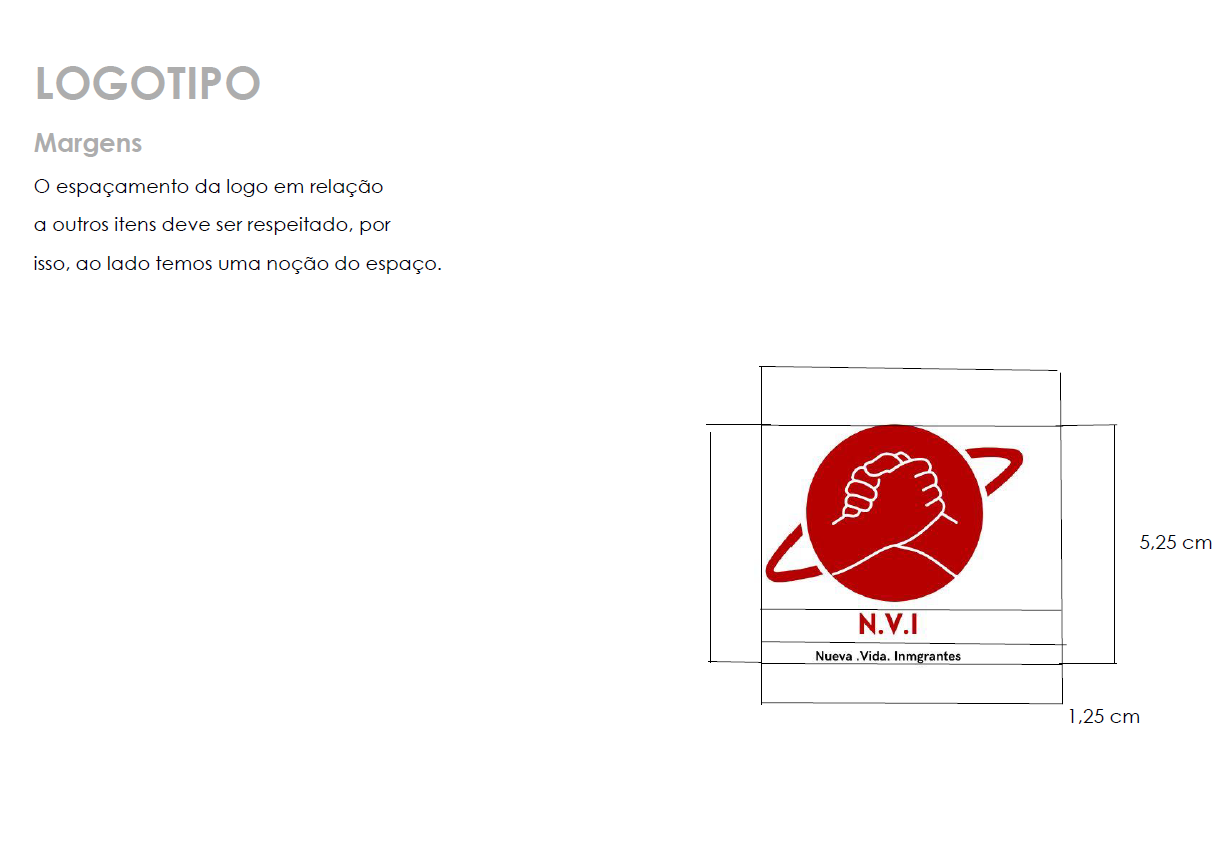 LOGOTIPO
Margens
O espaçamento da logo em relação
a outros itens deve ser respeitado, por
isso, ao lado temos uma noção do espaço.
5,25 cm
N.V.I
Nueva .Vida. Inmgrantes
1,25 cm